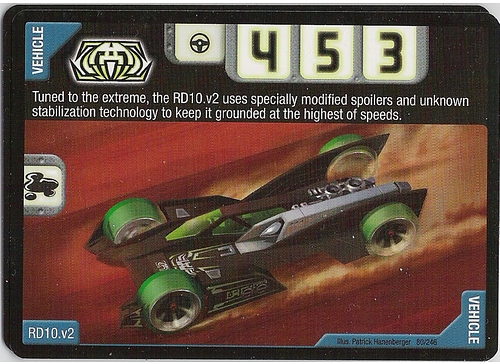 VEHICLE
4 5 3
Tuned to the extreme, the RD10.v2 uses specially modified spoilers and unknown
stabilization technology to keep it grounded at the highest of speeds.
RD10.v2
Illus. Patrick Hanenberger 80/246
VEHICLE